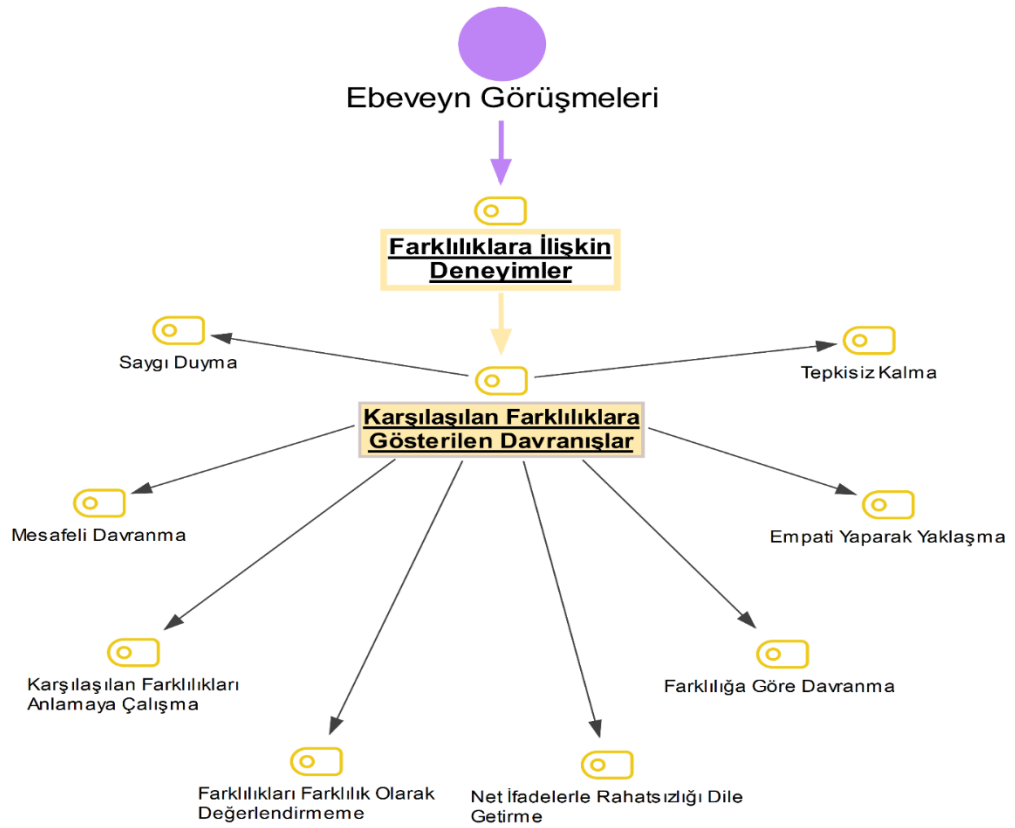 Ebeveyn Görüşmeleri
Farklılıklara İlişkin
Deneyimler
Saygı Duyma
Tepkisiz Kalma
Karşılaşılan Farklılıklara
Gösterilen Davranışlar
Mesafeli Davranma
Empati Yaparak Yaklaşma
Karşılaşılan Farklılıkları
Anlamaya Çalışma
Farklılığa Göre Davranma
Farklılıkları Farklılık Olarak
Değerlendirmeme
Net İfadelerle Rahatsızlığı Dile
Getirme